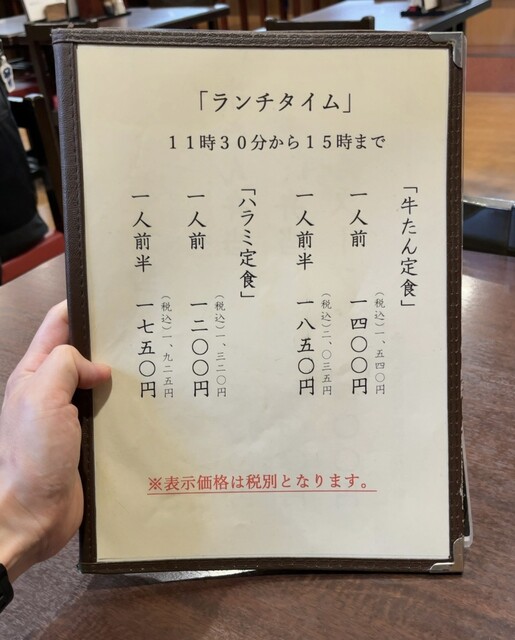 「ランチタイム」
11時30分から15時まで
「牛たん定食」
一人前 一四〇〇円
(税込)一、五四〇円
一人前半 一八五〇円
(税込)二、〇三五円
「ハラミ定食」
一人前 一二〇〇円
(税込)一、三二〇円
一人前半 一七五〇円
(税込)一、九二五円
※表示価格は税別となります。